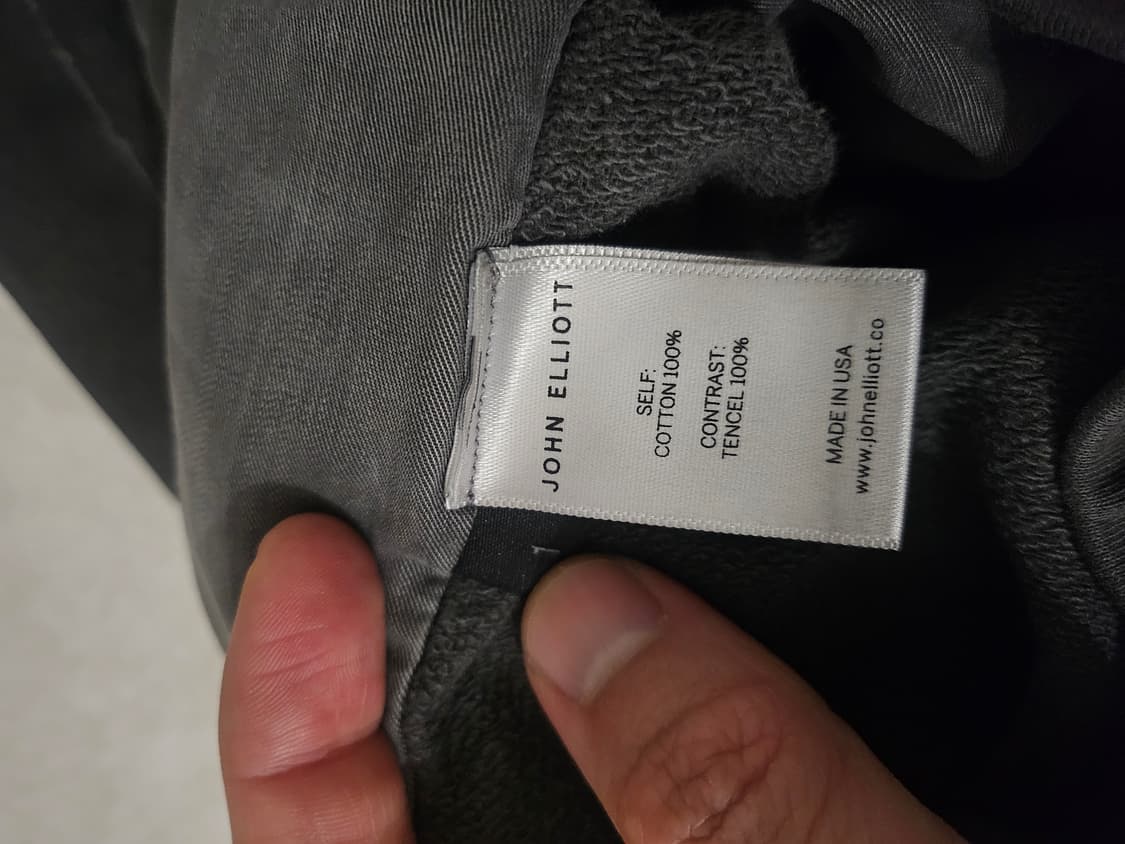 JOHN ELLIOTT
SELF:
COTTON 100%
CONTRAST:
TENCEL 100%
MADE IN USA
www.johnelliott.co